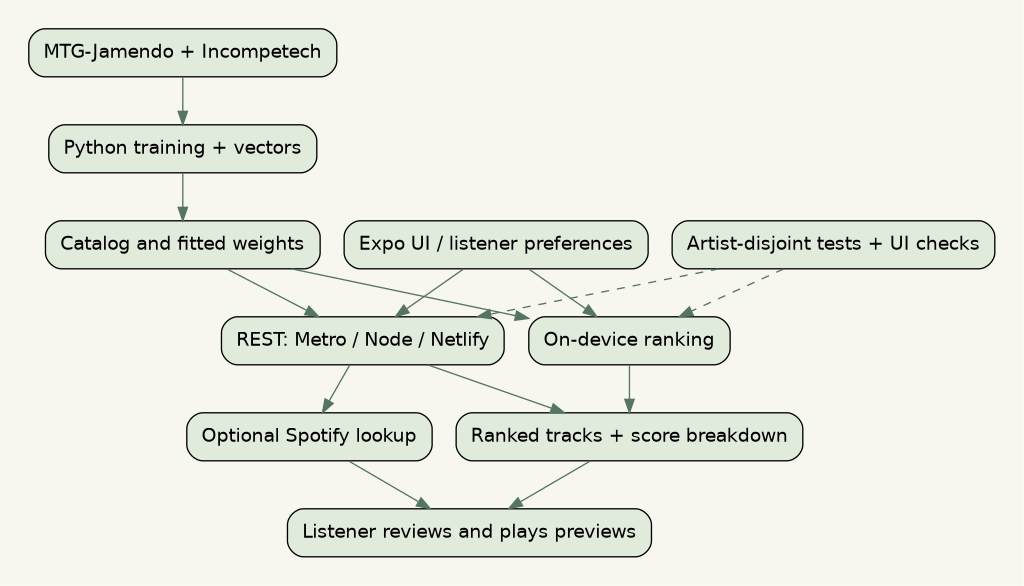 MTG-Jamendo + Incompetech
Python training + vectors
Catalog and fitted weights
Expo UI / listener preferences
Artist-disjoint tests + UI checks
REST: Metro / Node / Netlify
On-device ranking
Optional Spotify lookup
Ranked tracks + score breakdown
Listener reviews and plays previews